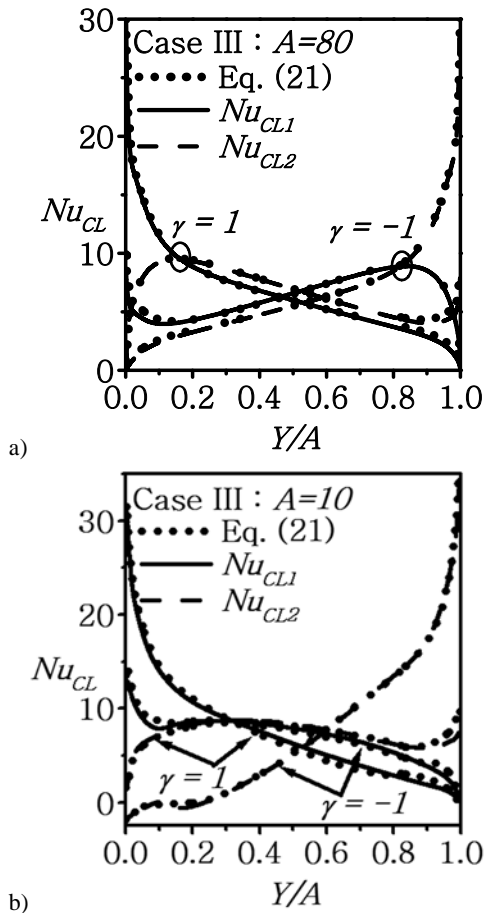 30
Case III : A=80
Eq. (21)
Nu_CL1
Nu_CL2
20
Nu_CL
γ = 1
γ = -1
10
0
0.0 0.2 0.4 0.6 0.8 1.0
Y/A
a)
Case III : A=10
30
Eq. (21)
Nu_CL1
Nu_CL2
20
Nu_CL
10
γ = 1
γ = -1
0
0.0 0.2 0.4 0.6 0.8 1.0
Y/A
b)